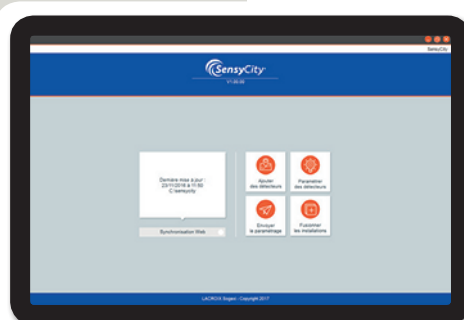 SensyCity
SensyCity
V1.00.00
Dernière mise à jour :
23/11/2016 à 11:50
C:\sensycity
Synchronisation Web
Ajouter
des détecteurs
Paramétrer
des détecteurs
Envoyer
le paramétrage
Fusionner
les installations
LACROIX Sogexi - Copyright 2017